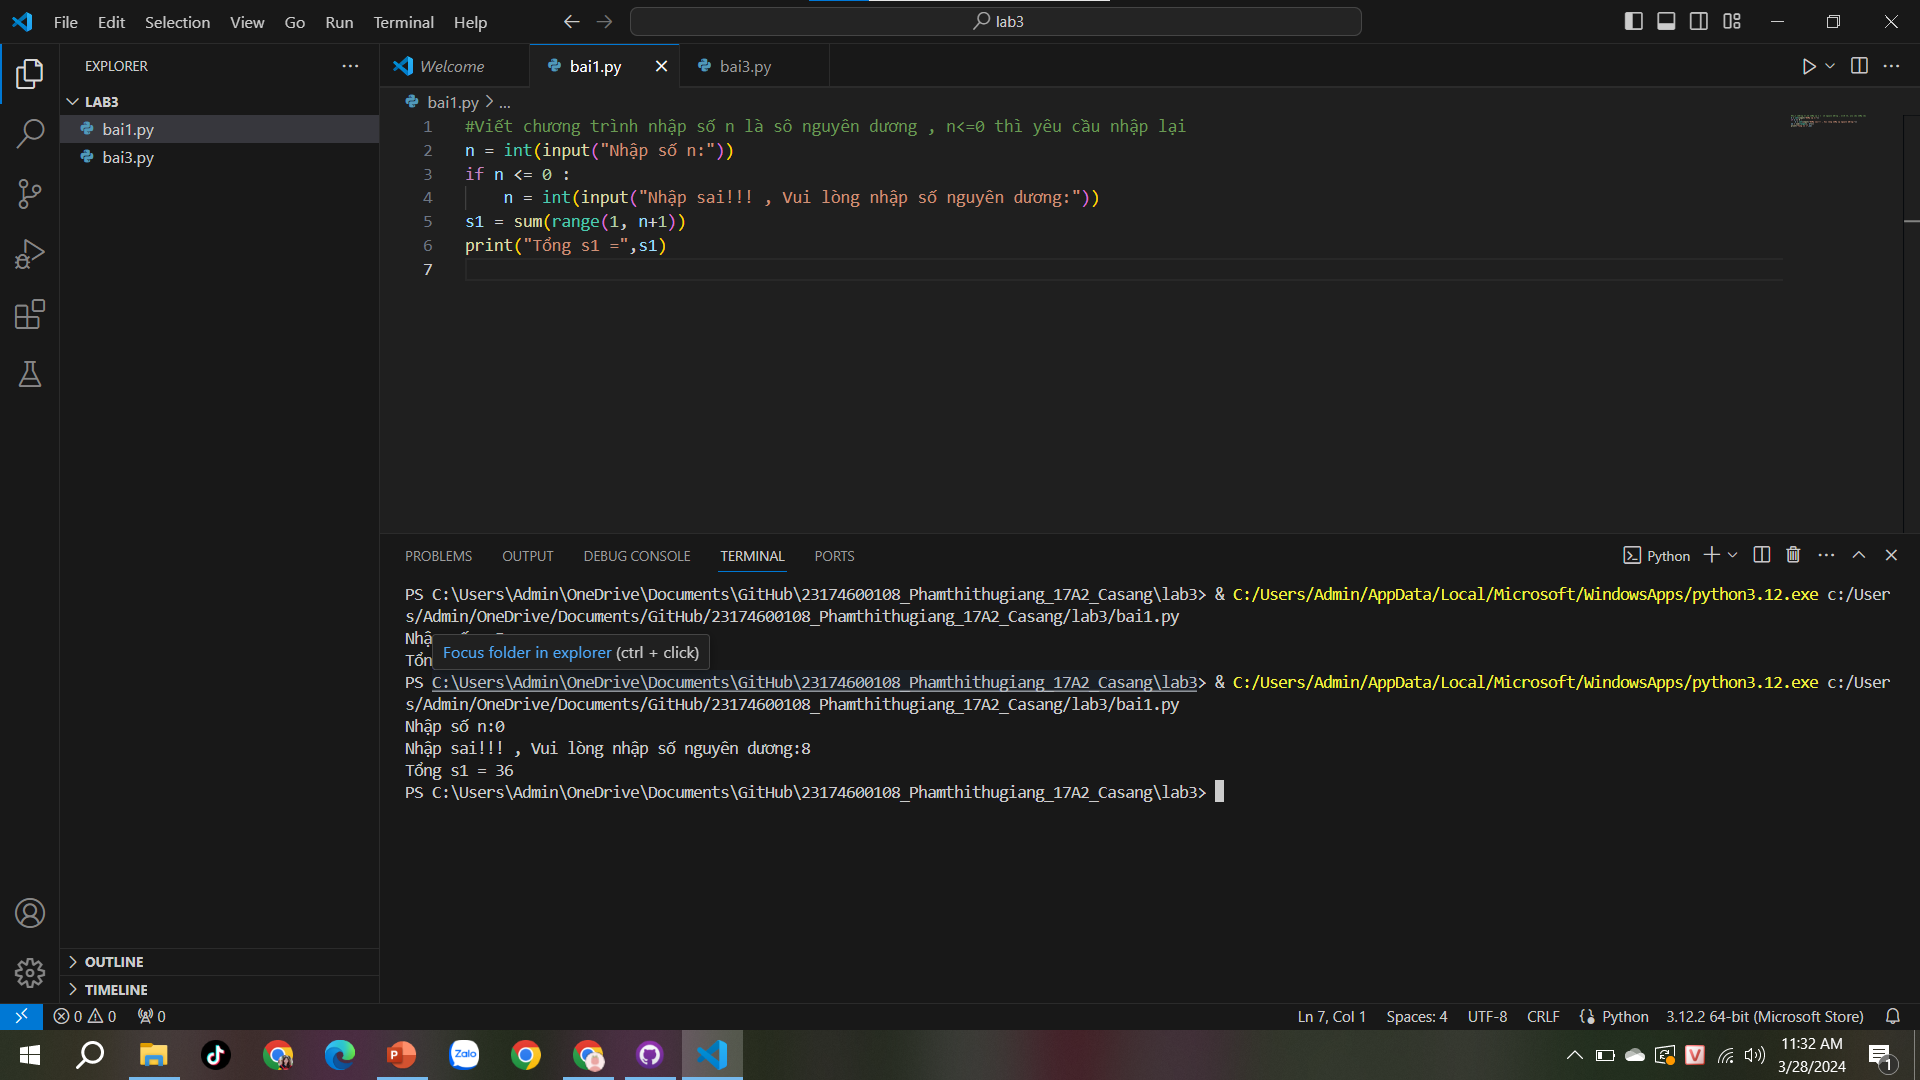 File Edit Selection View Go Run Terminal Help
lab3
EXPLORER
LAB3
bai1.py
bai3.py
OUTLINE
TIMELINE
Welcome
bai1.py
bai3.py
bai1.py > ...
1 #Viết chương trình nhập số n là sô nguyên dương , n<=0 thì yêu cầu nhập lại
2 n = int(input("Nhập số n:"))
3 if n <= 0 :
4 n = int(input("Nhập sai!!! , Vui lòng nhập số nguyên dương:"))
5 s1 = sum(range(1, n+1))
6 print("Tổng s1 =",s1)
7
PROBLEMS OUTPUT DEBUG CONSOLE TERMINAL PORTS
Python
PS C:\Users\Admin\OneDrive\Documents\GitHub\23174600108_Phamthithugiang_17A2_Casang\lab3> & C:/Users/Admin/AppData/Local/Microsoft/WindowsApps/python3.12.exe c:/User
s/Admin/OneDrive/Documents/GitHub/23174600108_Phamthithugiang_17A2_Casang/lab3/bai1.py
Focus folder in explorer (ctrl + click)
PS C:\Users\Admin\OneDrive\Documents\GitHub\23174600108_Phamthithugiang_17A2_Casang\lab3> & C:/Users/Admin/AppData/Local/Microsoft/WindowsApps/python3.12.exe c:/User
s/Admin/OneDrive/Documents/GitHub/23174600108_Phamthithugiang_17A2_Casang/lab3/bai1.py
Nhập số n:0
Nhập sai!!! , Vui lòng nhập số nguyên dương:8
Tổng s1 = 36
PS C:\Users\Admin\OneDrive\Documents\GitHub\23174600108_Phamthithugiang_17A2_Casang\lab3>
0 0 0
Ln 7, Col 1 Spaces: 4 UTF-8 CRLF Python 3.12.2 64-bit (Microsoft Store)
Zalo
11:32 AM
3/28/2024
1